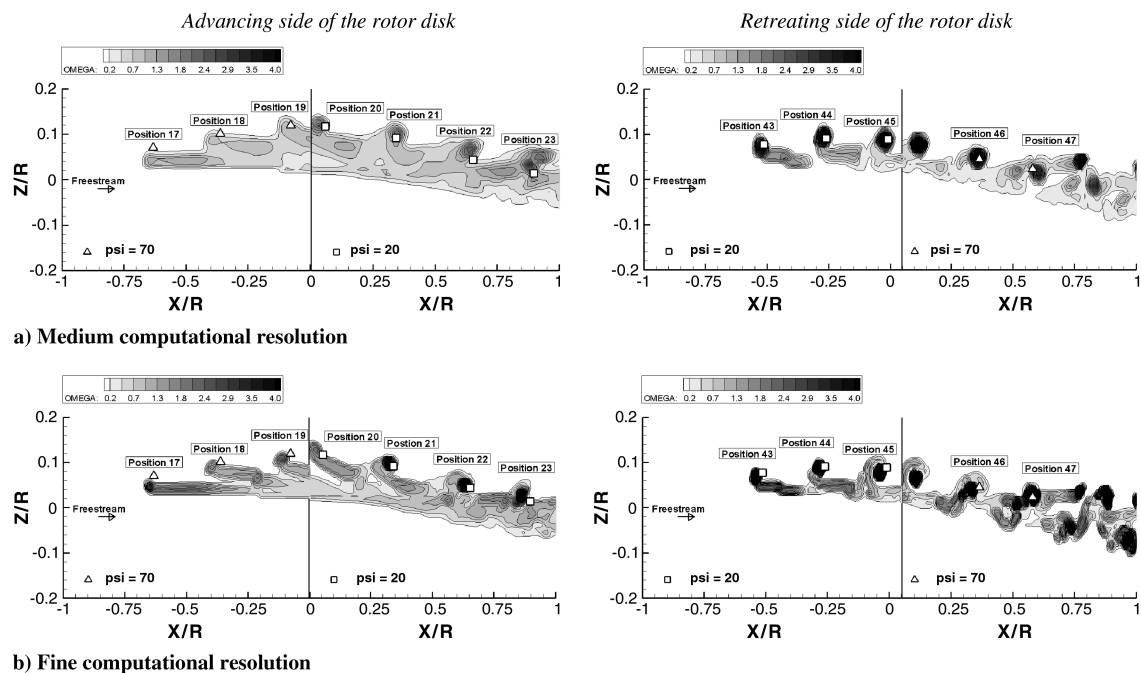 Advancing side of the rotor disk
Retreating side of the rotor disk
OMEGA: 0.2 0.7 1.3 1.8 2.4 2.9 3.5 4.0
0.2
0.1
0
-0.1
-0.2
Z/R
Position 17
Position 18
Position 19
Position 20
Postion 21
Position 22
Position 23
Freestream
psi = 70
psi = 20
-1 -0.75 -0.5 -0.25 0 0.25 0.5 0.75 1
X/R
X/R
OMEGA: 0.2 0.7 1.3 1.8 2.4 2.9 3.5 4.0
0.2
0.1
0
-0.1
-0.2
Z/R
Position 43
Postion 44
Position 45
Position 46
Position 47
Freestream
psi = 20
psi = 70
-1 -0.75 -0.5 -0.25 0 0.25 0.5 0.75 1
X/R
X/R
a) Medium computational resolution
OMEGA: 0.2 0.7 1.3 1.8 2.4 2.9 3.5 4.0
0.2
0.1
0
-0.1
-0.2
Z/R
Position 17
Position 18
Position 19
Position 20
Postion 21
Position 22
Position 23
Freestream
psi = 70
psi = 20
-1 -0.75 -0.5 -0.25 0 0.25 0.5 0.75 1
X/R
X/R
OMEGA: 0.2 0.7 1.3 1.8 2.4 2.9 3.5 4.0
0.2
0.1
0
-0.1
-0.2
Z/R
Position 43
Postion 44
Position 45
Position 46
Position 47
Freestream
psi = 20
psi = 70
-1 -0.75 -0.5 -0.25 0 0.25 0.5 0.75 1
X/R
X/R
b) Fine computational resolution